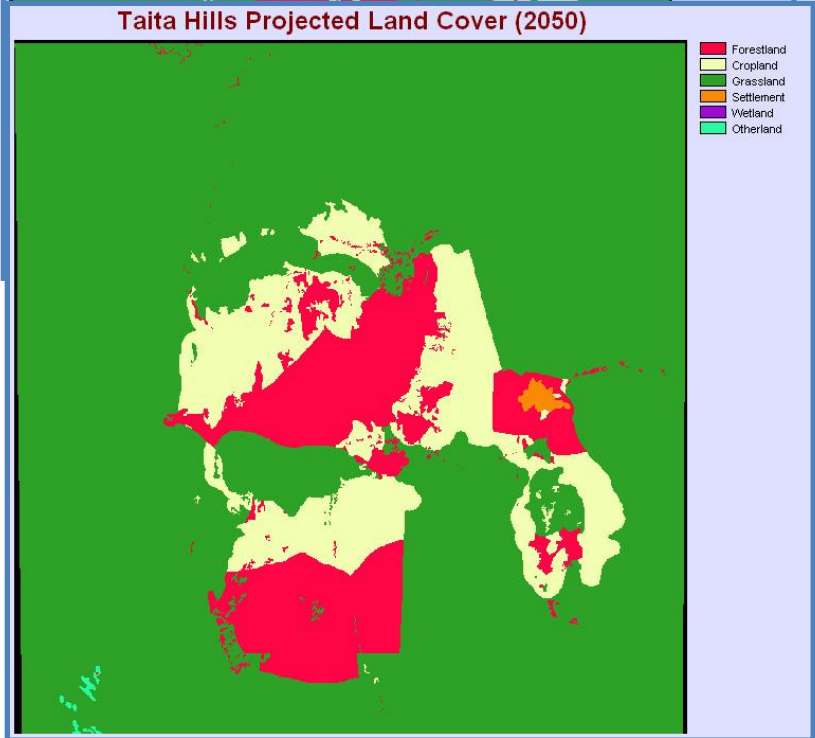 Taita Hills Projected Land Cover (2050)
Forestland
Cropland
Grassland
Settlement
Wetland
Otherland